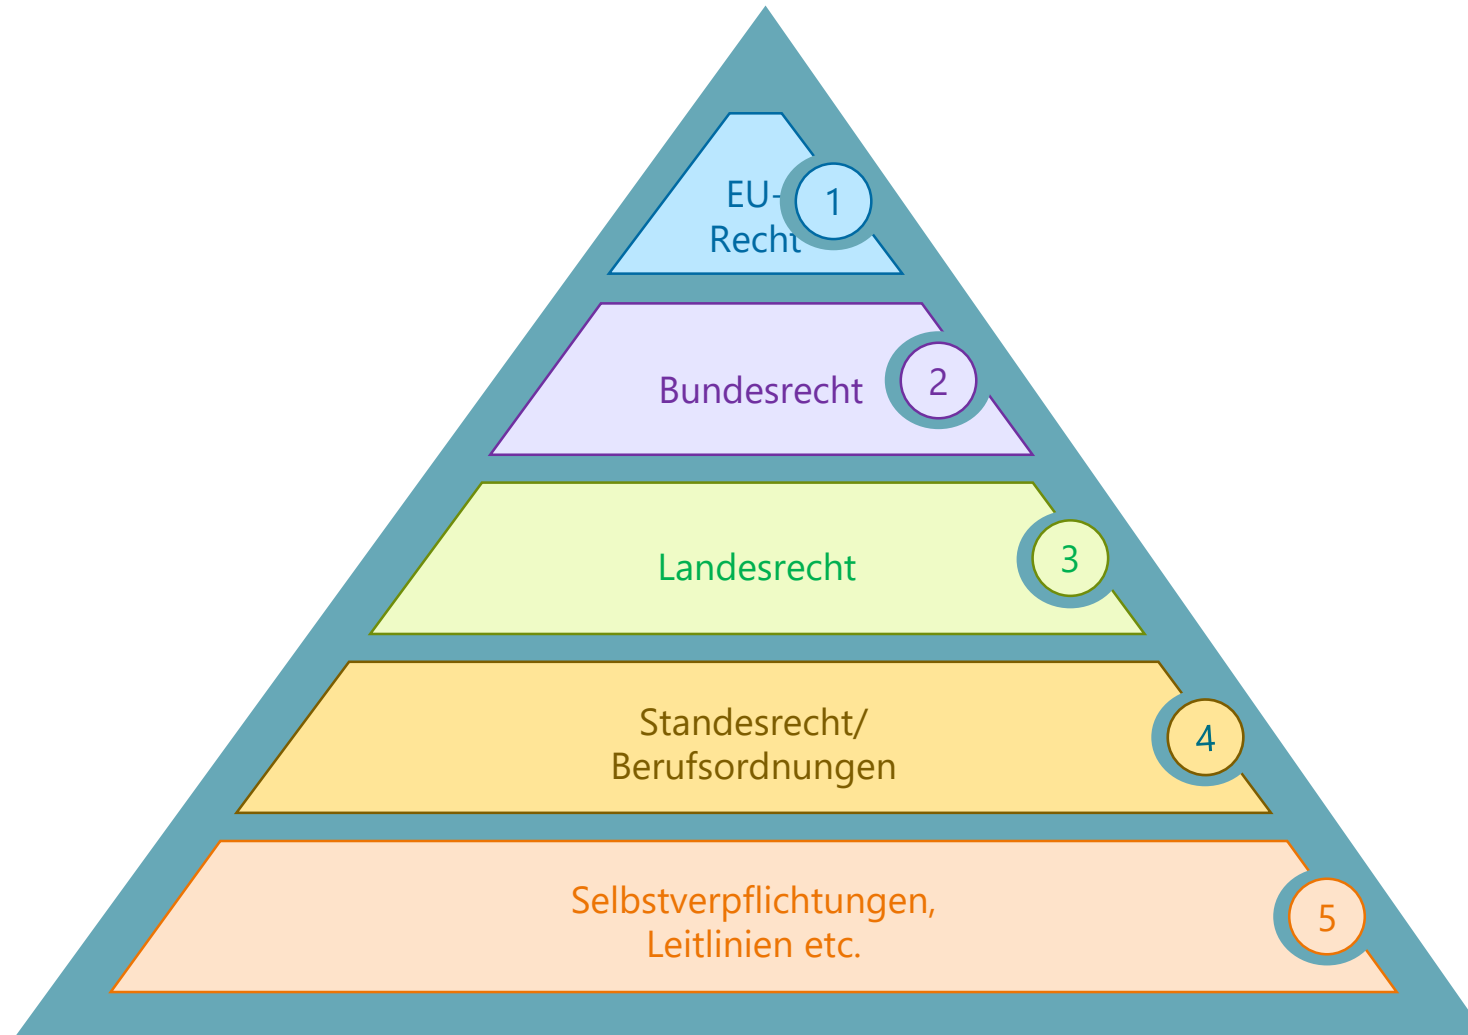 EU-
Recht
1
Bundesrecht
2
Landesrecht
3
Standesrecht/
Berufsordnungen
4
Selbstverpflichtungen,
Leitlinien etc.
5